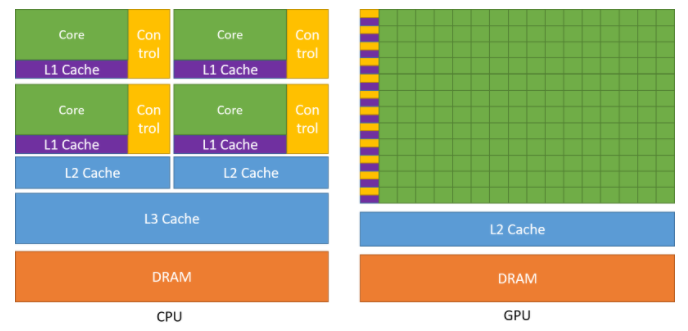 Core
Con
trol
L1 Cache
Core
Con
trol
L1 Cache
Core
Con
trol
L1 Cache
Core
Con
trol
L1 Cache
L2 Cache
L2 Cache
L3 Cache
DRAM
CPU
L2 Cache
DRAM
GPU